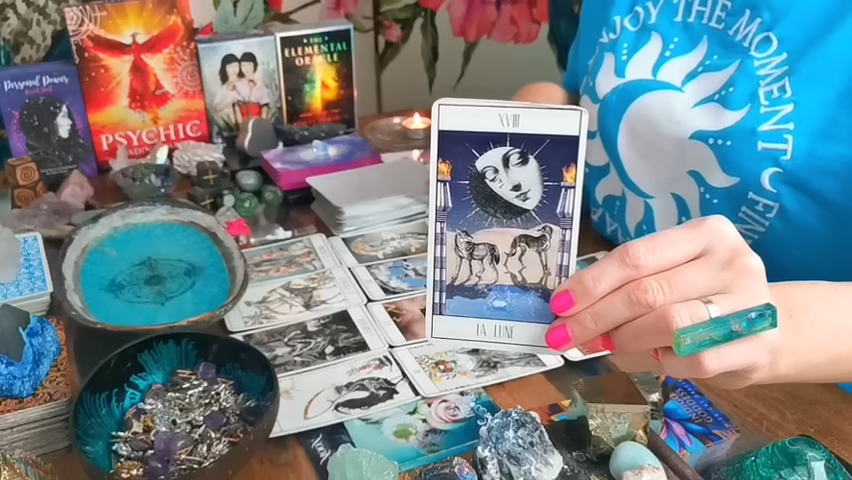 Personal Power
PSYCHIC
THE
ELEMENTAL
ORACLE
XVIII
LA LUNE
ENJOY THE MOMENT